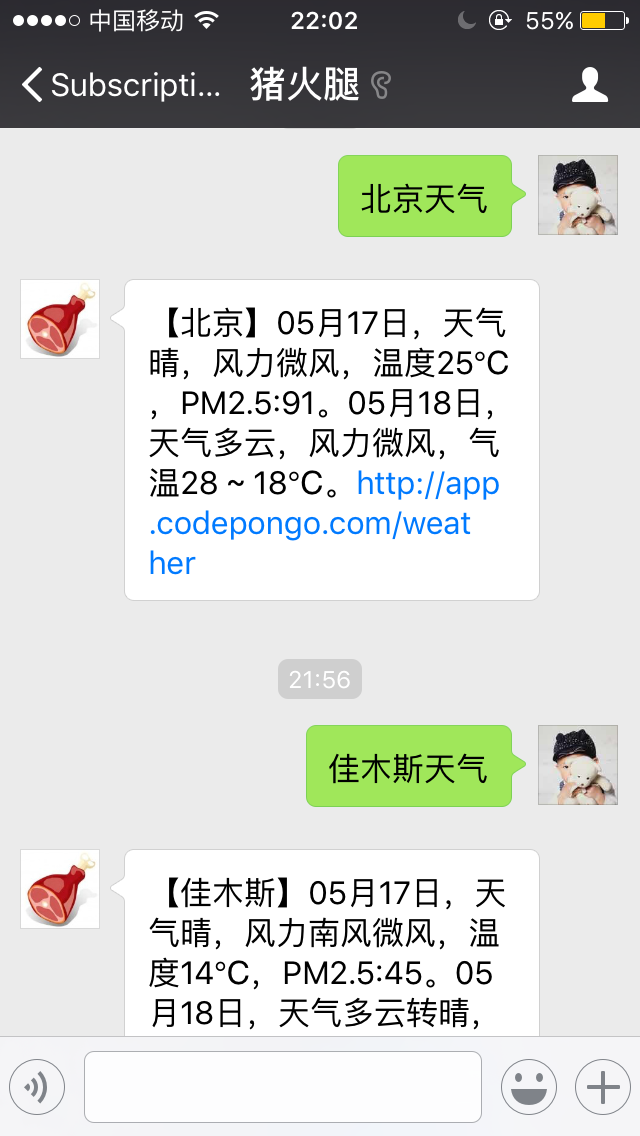 中国移动
22:02
55%
Subscripti...
猪火腿
北京天气
【北京】05月17日，天气
晴，风力微风，温度25℃
，PM2.5:91。05月18日，
天气多云，风力微风，气
温28 ~ 18℃。http://app
.codepongo.com/weat
her
21:56
佳木斯天气
【佳木斯】05月17日，天
气晴，风力南风微风，温
度14℃，PM2.5:45。05
月18日，天气多云转晴，